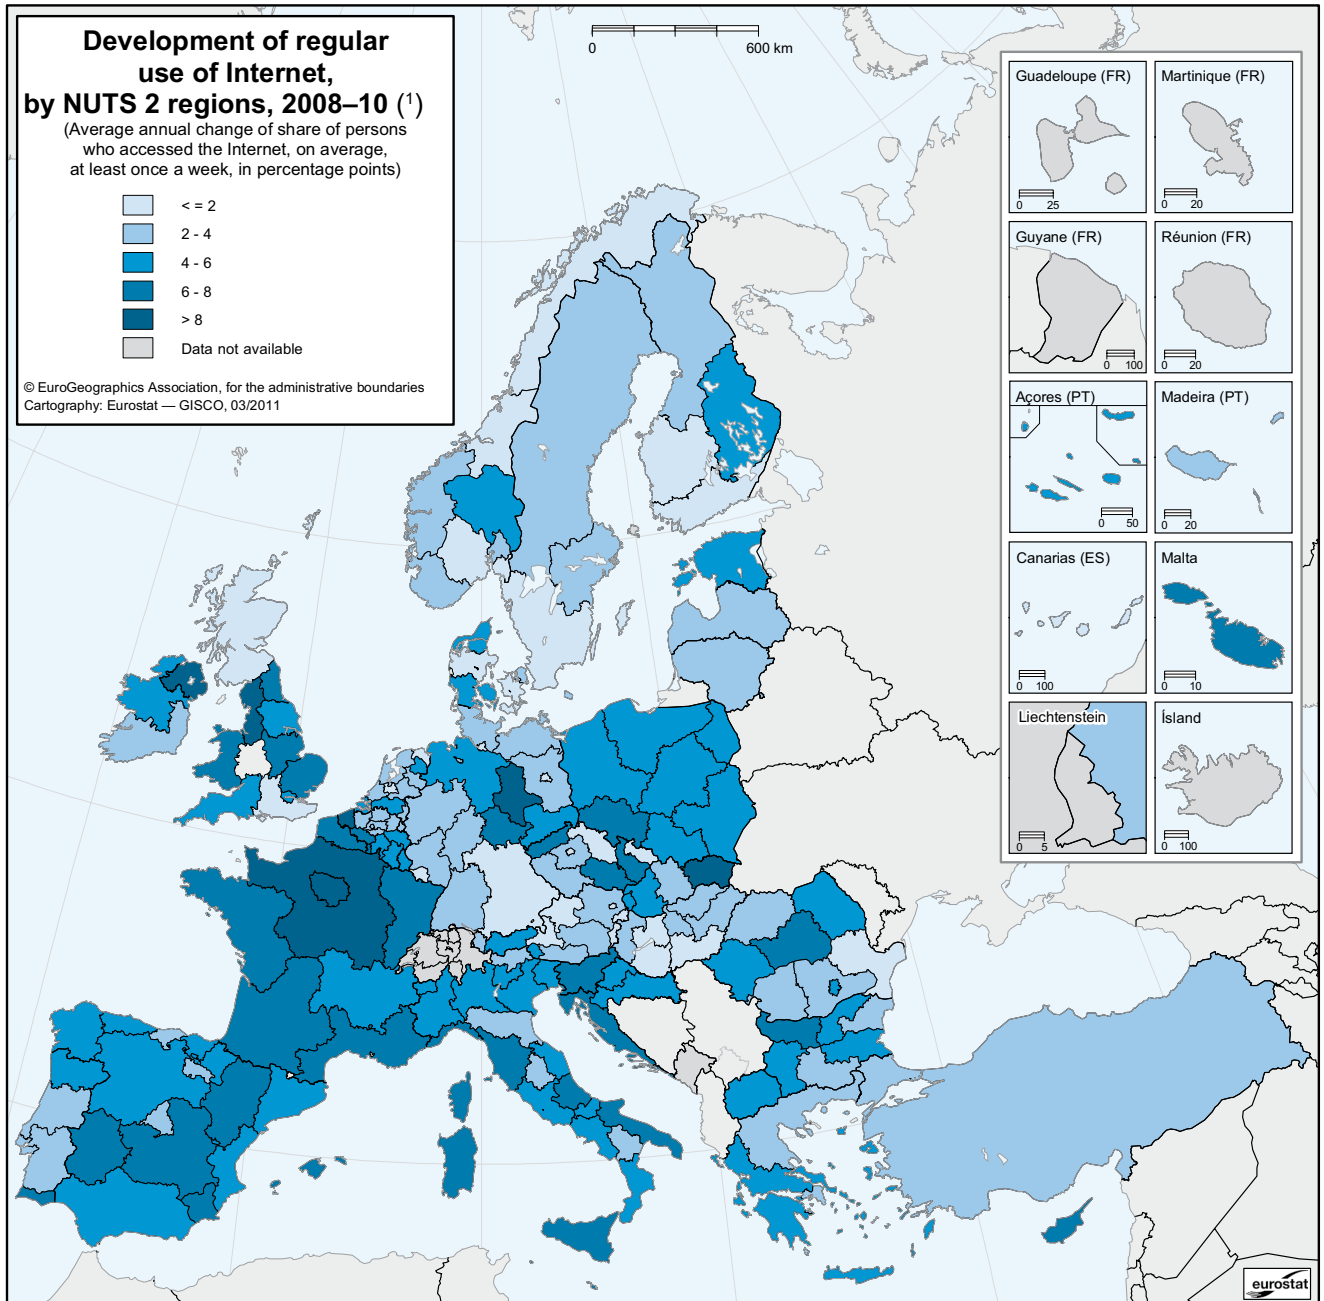 Development of regular
use of Internet,
by NUTS 2 regions, 2008–10 (¹)
(Average annual change of share of persons
who accessed the Internet, on average,
at least once a week, in percentage points)
< = 2
2 - 4
4 - 6
6 - 8
> 8
Data not available
© EuroGeographics Association, for the administrative boundaries
Cartography: Eurostat — GISCO, 03/2011
0 600 km
Guadeloupe (FR)
0 25
Martinique (FR)
0 20
Guyane (FR)
0 100
Réunion (FR)
0 20
Açores (PT)
0 50
Madeira (PT)
0 20
Canarias (ES)
0 100
Malta
0 10
Liechtenstein
0 5
Ísland
0 100
eurostat